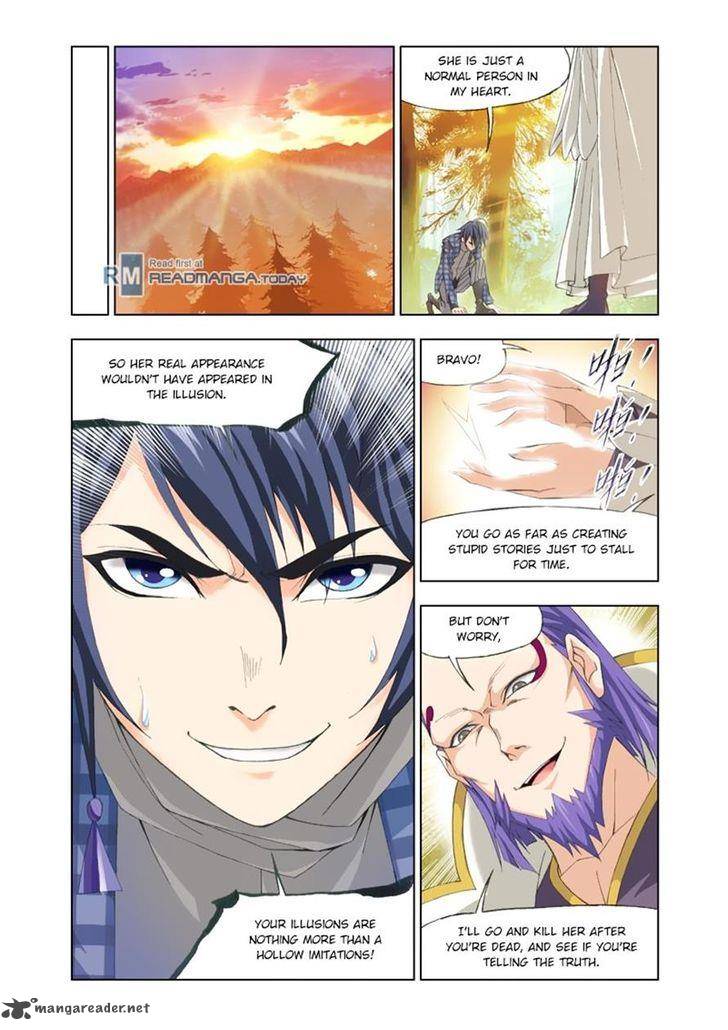 SHE IS JUST A
NORMAL PERSON IN
MY HEART.
RM
Read first at
READMANGA.TODAY
SO HER REAL APPEARANCE
WOULDN'T HAVE APPEARED IN
THE ILLUSION.
BRAVO!
啪!
啪!
啪!
YOU GO AS FAR AS CREATING
STUPID STORIES JUST TO STALL
FOR TIME.
YOUR ILLUSIONS ARE
NOTHING MORE THAN A
HOLLOW IMITATIONS!
BUT DON'T
WORRY,
I'LL GO AND KILL HER AFTER
YOU'RE DEAD, AND SEE IF YOU'RE
TELLING THE TRUTH.
mangareader.net